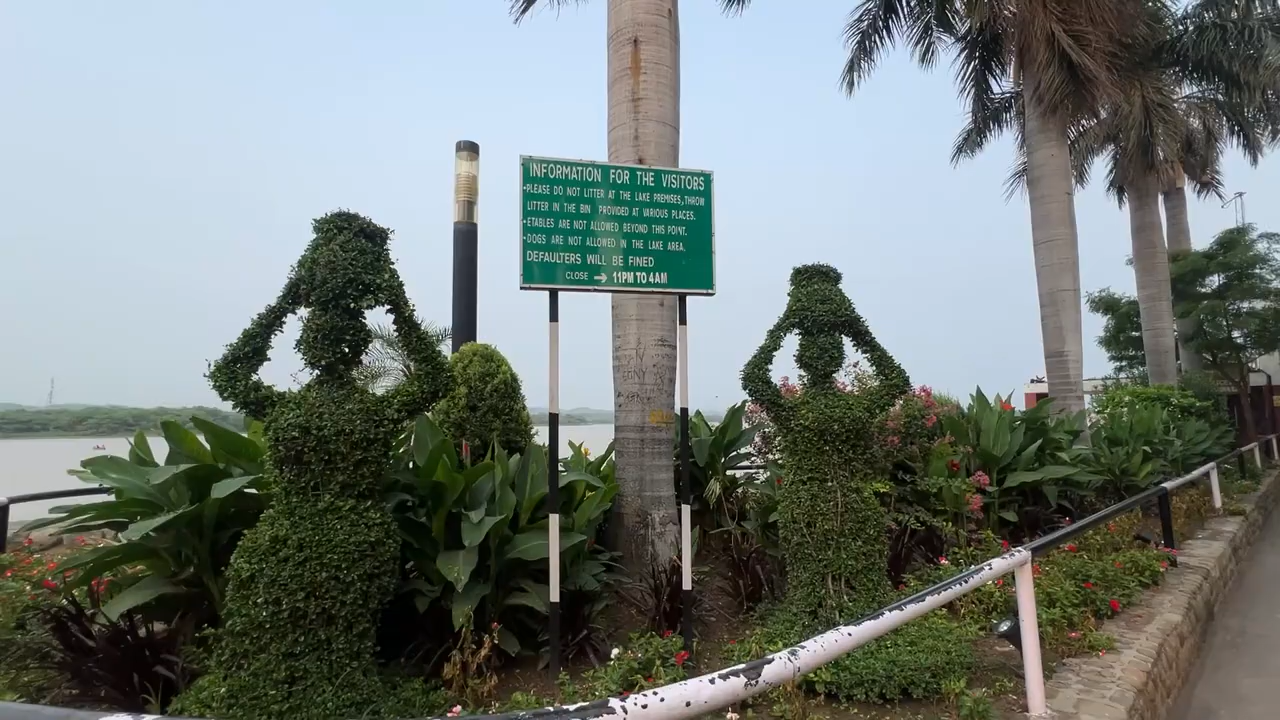 INFORMATION FOR THE VISITORS
•PLEASE DO NOT LITTER AT THE LAKE PREMISES,THROW
LITTER IN THE BIN PROVIDED AT VARIOUS PLACES.
•ETABLES ARE NOT ALLOWED BEYOND THIS POINT.
•DOGS ARE NOT ALLOWED IN THE LAKE AREA.
DEFAULTERS WILL BE FINED
CLOSE → 11PM TO 4AM